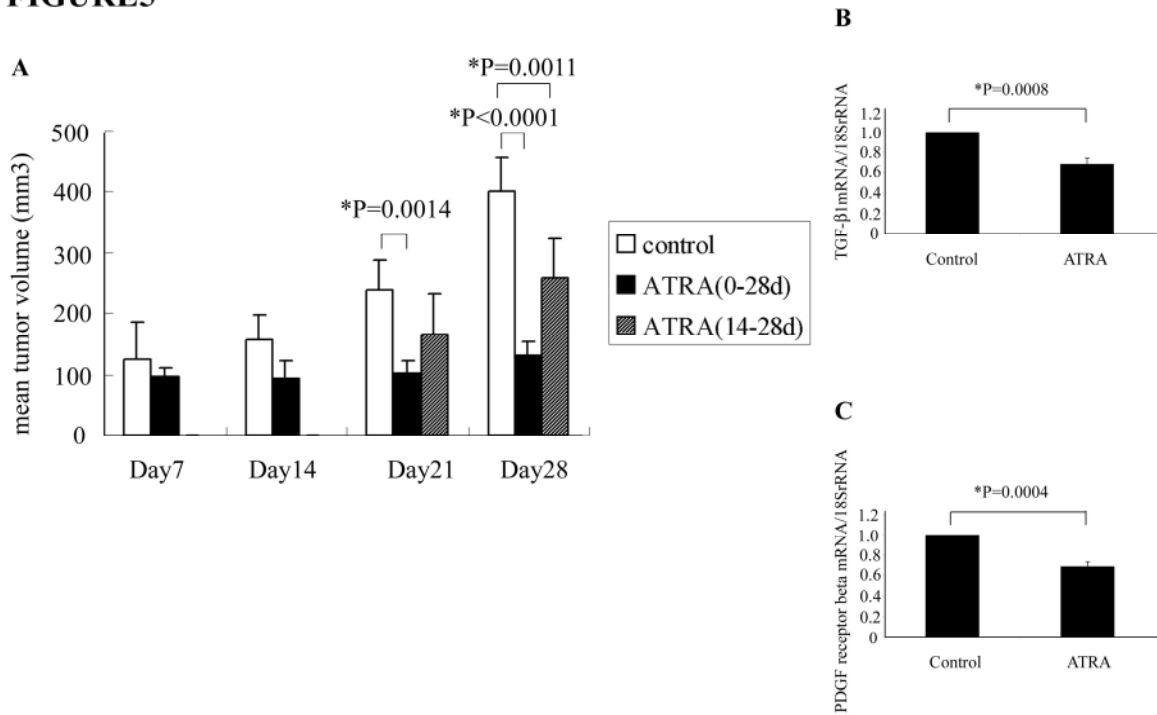 FIGURE5
A
*P=0.0011
*P<0.0001
*P=0.0014
mean tumor volume (mm3)
500
400
300
200
100
0
Day7
Day14
Day21
Day28
control
ATRA(0-28d)
ATRA(14-28d)
B
*P=0.0008
TGF-β1mRNA/18SrRNA
1.2
1.0
0.8
0.6
0.4
0.2
0
Control
ATRA
C
*P=0.0004
PDGF receptor beta mRNA/18SrRNA
1.2
1.0
0.8
0.6
0.4
0.2
0
Control
ATRA